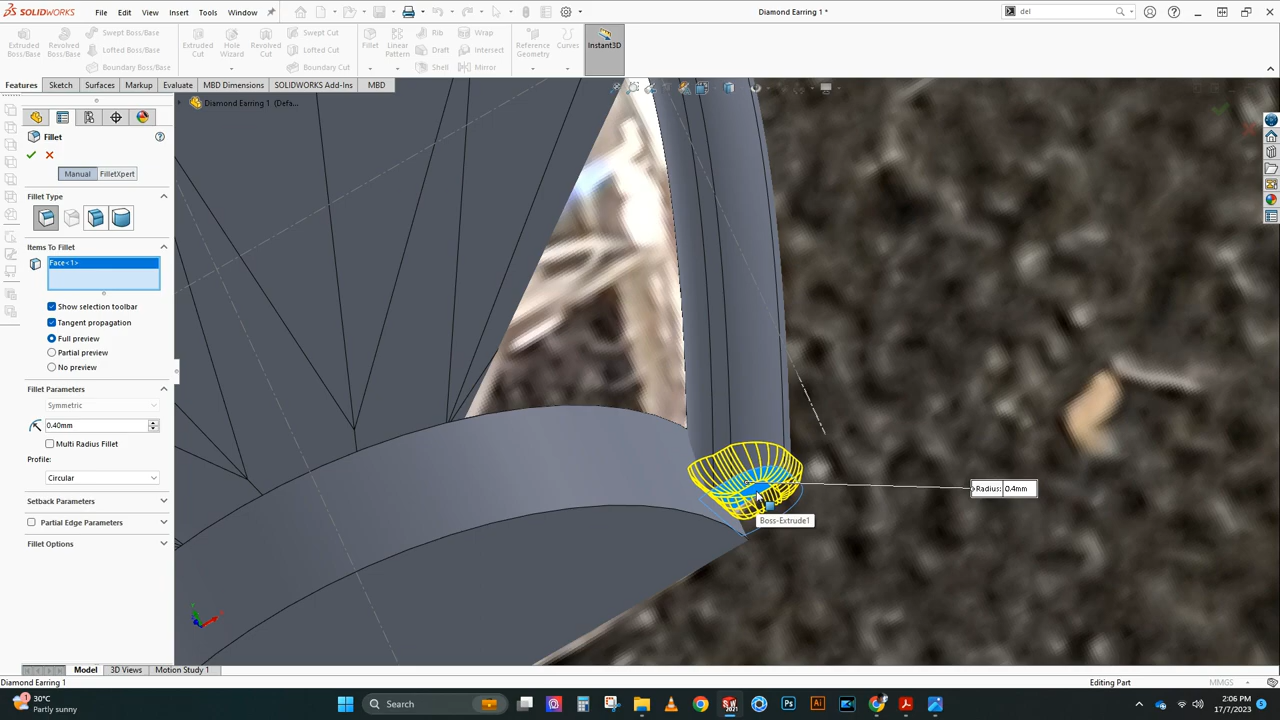 SOLIDWORKS
File
Edit
View
Insert
Tools
Window
Diamond Earring 1 *
del
Extruded Boss/Base
Revolved Boss/Base
Swept Boss/Base
Lofted Boss/Base
Boundary Boss/Base
Extruded Cut
Hole Wizard
Revolved Cut
Swept Cut
Lofted Cut
Boundary Cut
Fillet
Linear Pattern
Rib
Draft
Shell
Wrap
Intersect
Mirror
Reference Geometry
Curves
Instant3D
Features
Sketch
Surfaces
Markup
Evaluate
MBD Dimensions
SOLIDWORKS Add-Ins
MBD
Diamond Earring 1 (Defa...
Fillet
Manual
FilletXpert
Fillet Type
Items To Fillet
Face<1>
Show selection toolbar
Tangent propagation
Full preview
Partial preview
No preview
Fillet Parameters
Symmetric
0.40mm
Multi Radius Fillet
Profile:
Circular
Setback Parameters
Partial Edge Parameters
Fillet Options
Radius: 0.4mm
Boss-Extrude1
Model
3D Views
Motion Study 1
Diamond Earring 1
Editing Part
MMGS
30°C
Partly sunny
Search
2:06 PM
17/7/2023